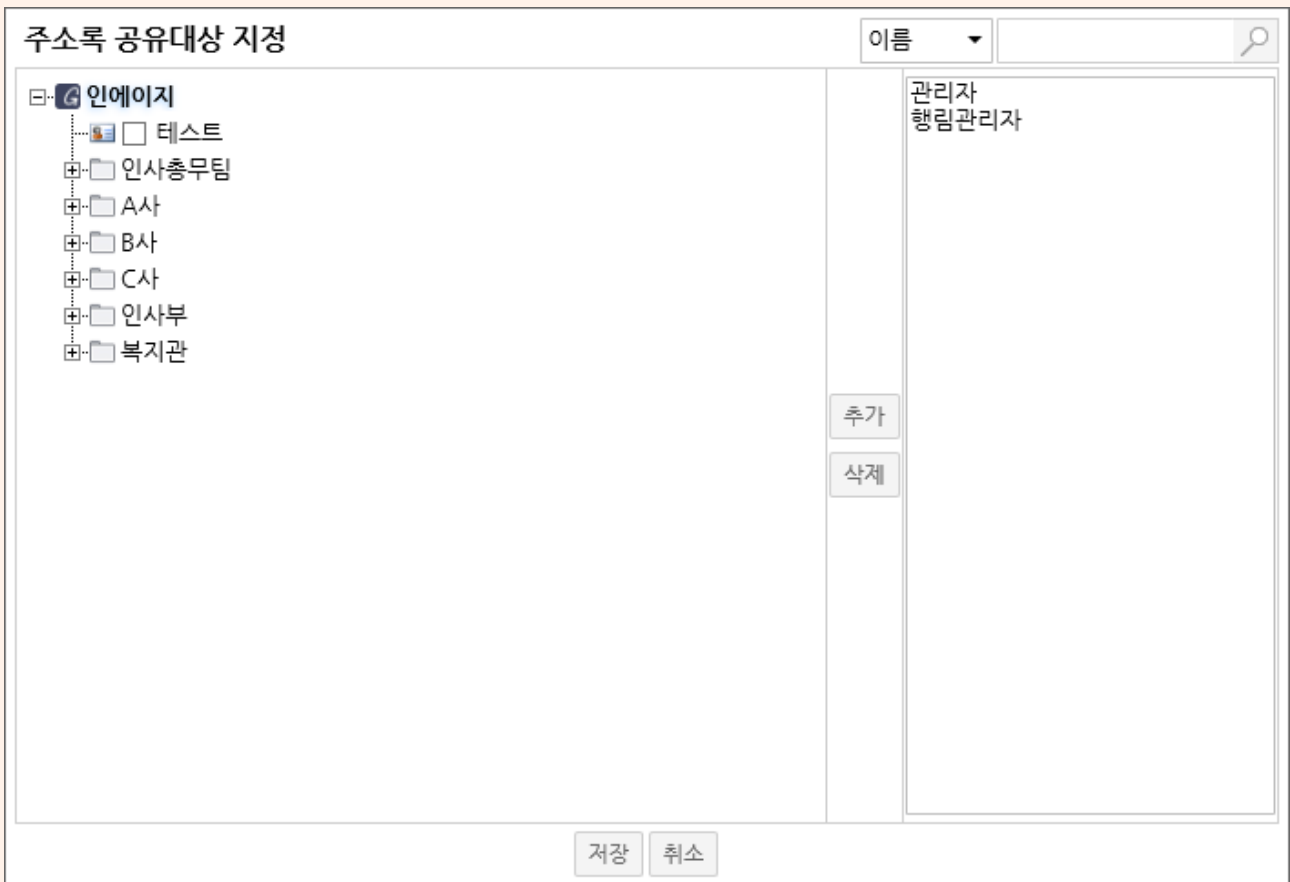 주소록 공유대상 지정
이름
인에이지
테스트
인사총무팀
A사
B사
C사
인사부
복지관
추가
삭제
관리자
행림관리자
저장
취소